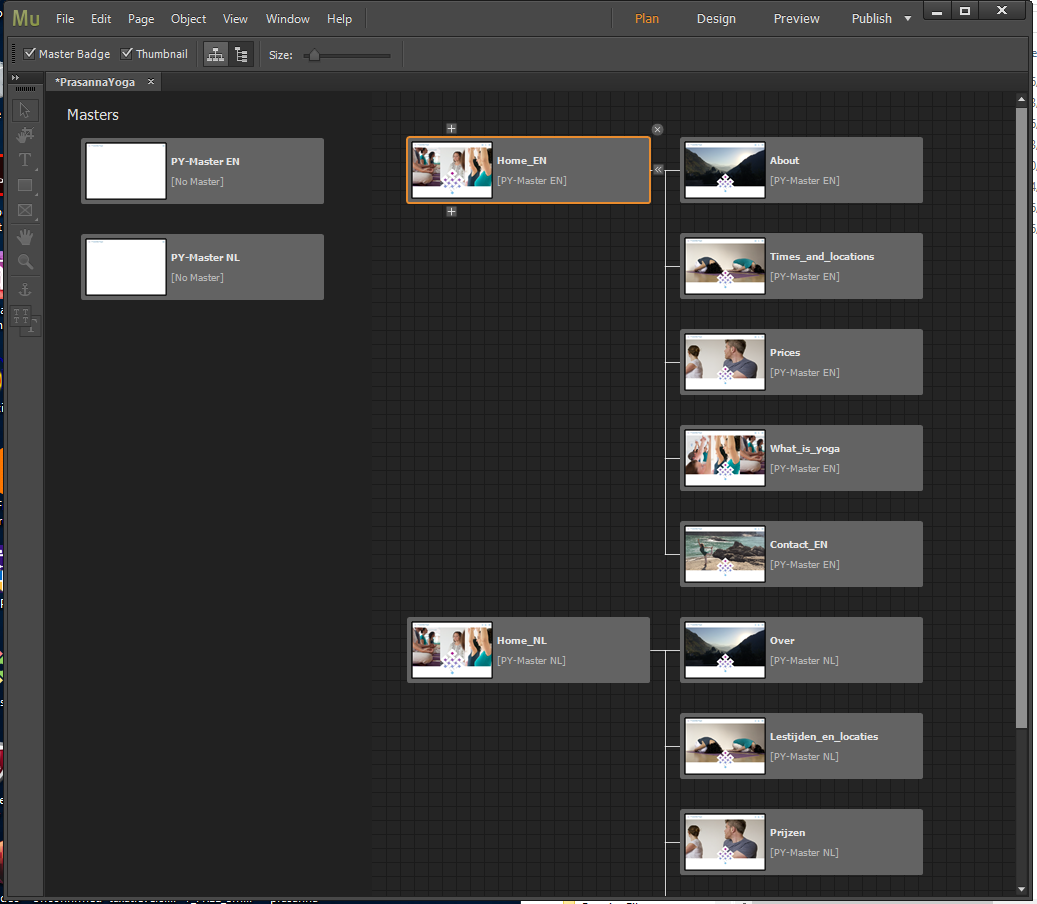 Mu File Edit Page Object View Window Help Plan Design Preview Publish
Master Badge Thumbnail Size:
*PrasannaYoga
Masters
PY-Master EN
[No Master]
PY-Master NL
[No Master]
Home_EN
[PY-Master EN]
About
[PY-Master EN]
Times_and_locations
[PY-Master EN]
Prices
[PY-Master EN]
What_is_yoga
[PY-Master EN]
Contact_EN
[PY-Master EN]
Home_NL
[PY-Master NL]
Over
[PY-Master NL]
Lestijden_en_locaties
[PY-Master NL]
Prijzen
[PY-Master NL]